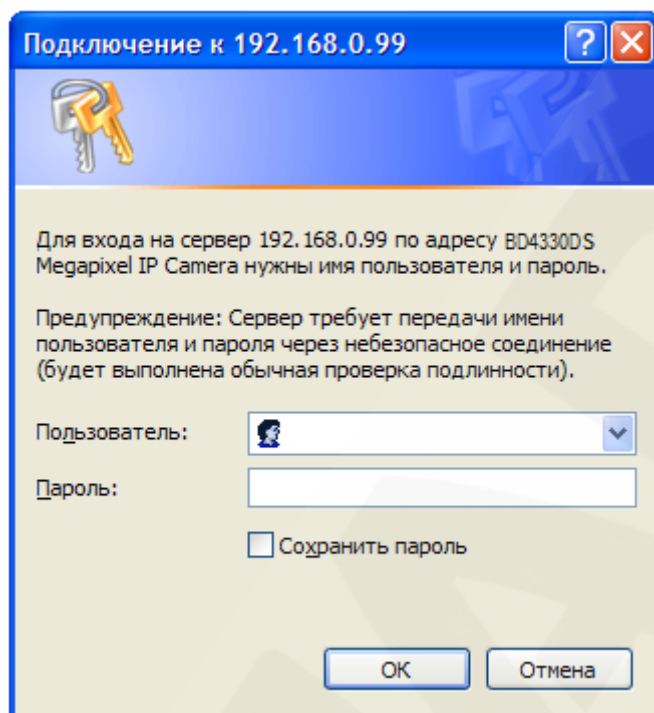 Подключение к 192.168.0.99
Для входа на сервер 192.168.0.99 по адресу BD4330DS
Megapixel IP Camera нужны имя пользователя и пароль.
Предупреждение: Сервер требует передачи имени
пользователя и пароля через небезопасное соединение
(будет выполнена обычная проверка подлинности).
Пользователь:
Пароль:
Сохранить пароль
ОК
Отмена